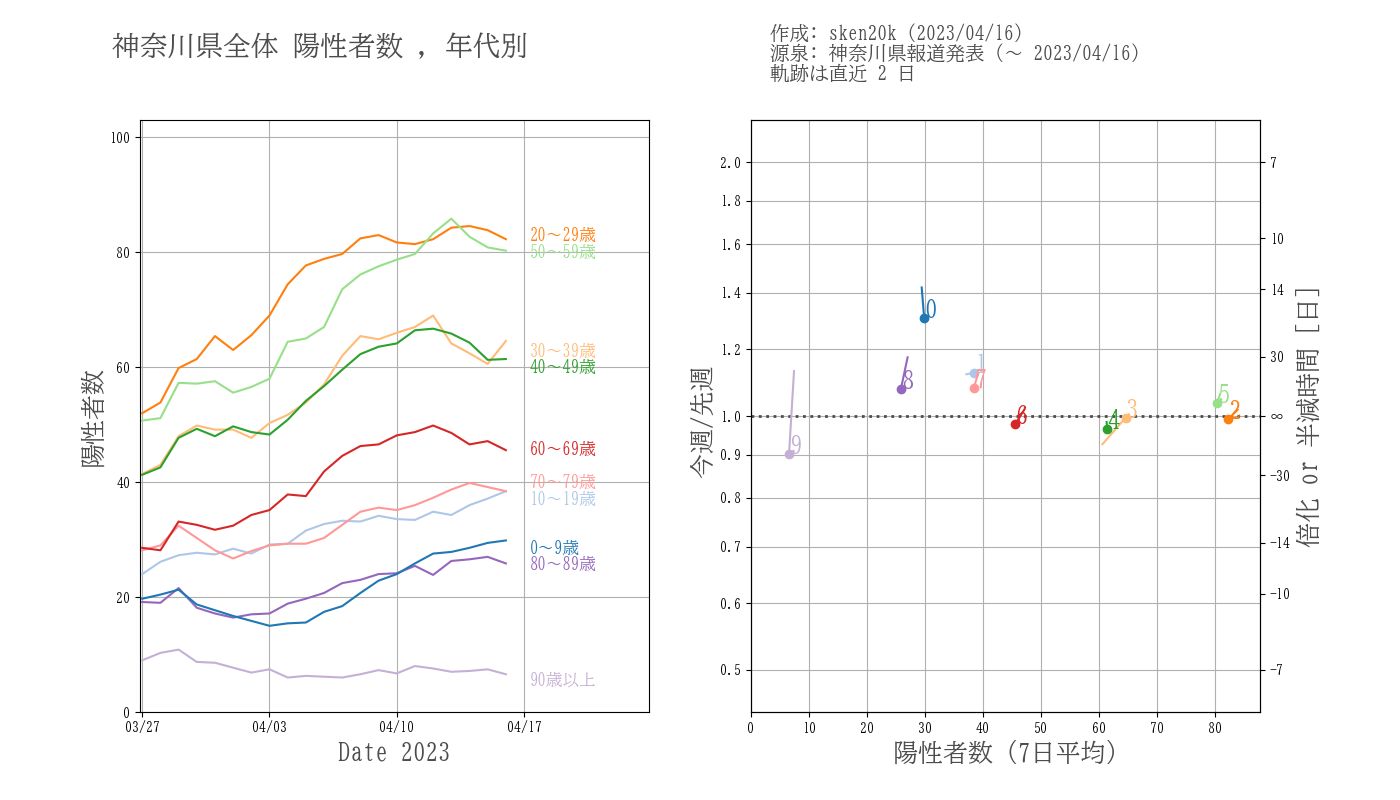 神奈川県全体 陽性者数 , 年代別
作成: sken20k (2023/04/16)
源泉: 神奈川県報道発表 (～ 2023/04/16)
軌跡は直近 2 日
陽性者数
100
80
60
40
20
0
03/27
04/03
04/10
04/17
Date 2023
20～29歳
50～59歳
30～39歳
40～49歳
60～69歳
70～79歳
10～19歳
0～9歳
80～89歳
90歳以上
今週/先週
2.0
1.8
1.6
1.4
1.2
1.0
0.9
0.8
0.7
0.6
0.5
0
1
7
8
5
2
3
4
6
9
7
10
14
30
∞
−30
−14
−10
−7
倍化 or 半減時間 [日]
0
10
20
30
40
50
60
70
80
陽性者数 (7日平均)